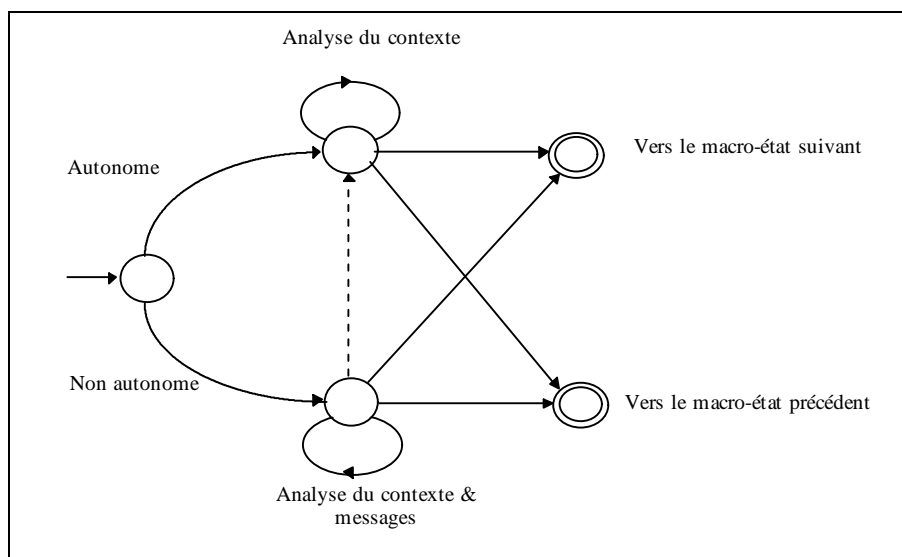 Analyse du contexte
Vers le macro-état suivant
Autonome
Non autonome
Vers le macro-état précédent
Analyse du contexte &
messages